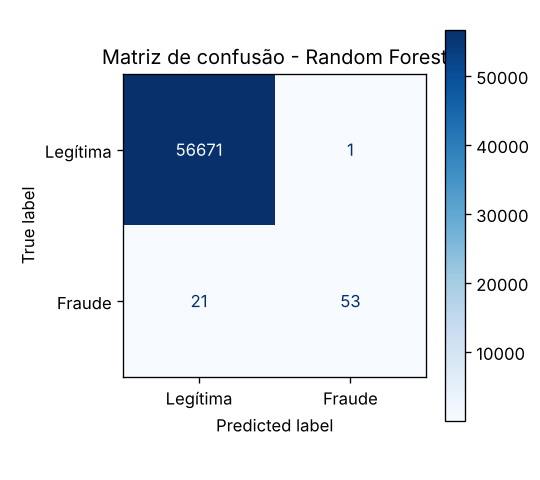 Matriz de confusão - Random Forest
50000
40000
30000
20000
10000
True label
Legítima
56671
1
Fraude
21
53
Legítima
Fraude
Predicted label